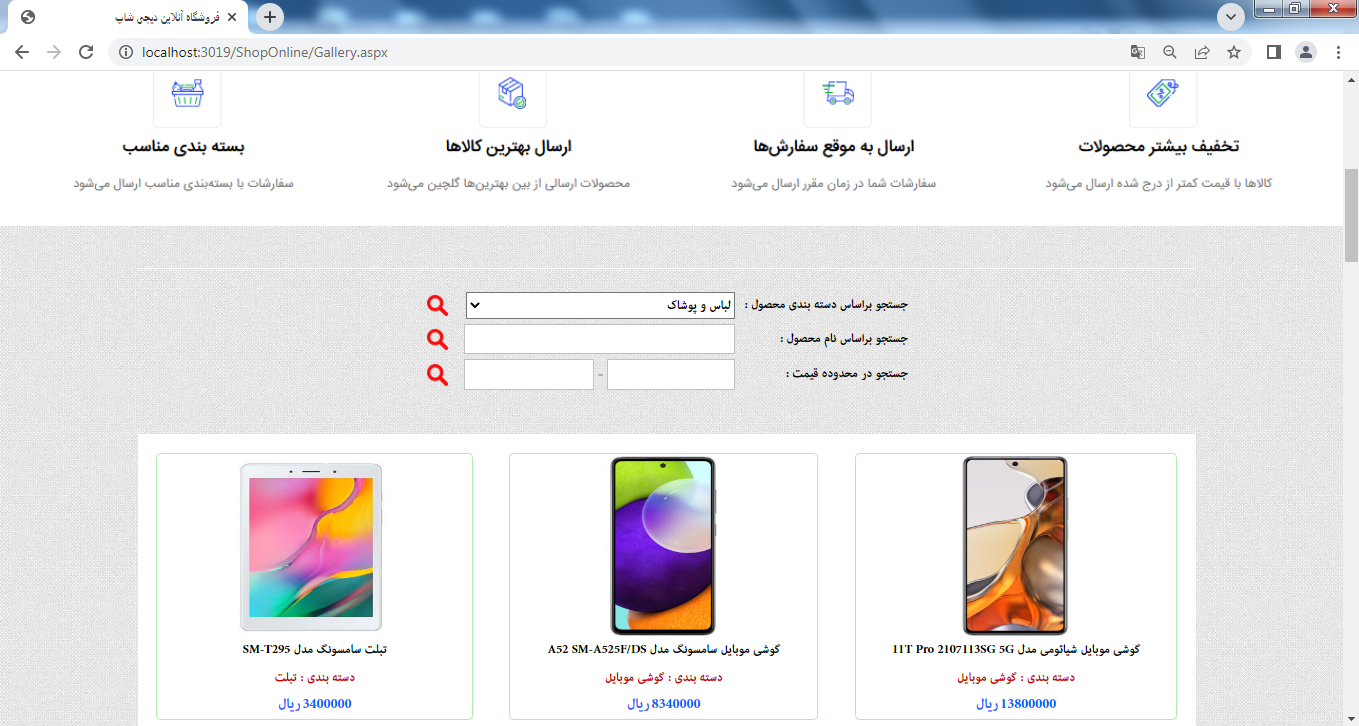 فروشگاه آنلاین دیجی شاپ
localhost:3019/ShopOnline/Gallery.aspx
تخفیف بیشتر محصولات
کالاها با قیمت کمتر از درج شده ارسال می‌شود
ارسال به موقع سفارش‌ها
سفارشات شما در زمان مقرر ارسال می‌شود
ارسال بهترین کالاها
محصولات ارسالی از بین بهترین‌ها گلچین می‌شود
بسته بندی مناسب
سفارشات با بسته‌بندی مناسب ارسال می‌شود
جستجو براساس دسته بندی محصول : لباس و پوشاک
جستجو براساس نام محصول :
جستجو در محدوده قیمت : -
گوشی موبایل شیائومی مدل 11T Pro 2107113SG 5G
دسته بندی : گوشی موبایل
13800000 ریال
گوشی موبایل سامسونگ مدل A52 SM-A525F/DS
دسته بندی : گوشی موبایل
8340000 ریال
تبلت سامسونگ مدل SM-T295
دسته بندی : تبلت
3400000 ریال